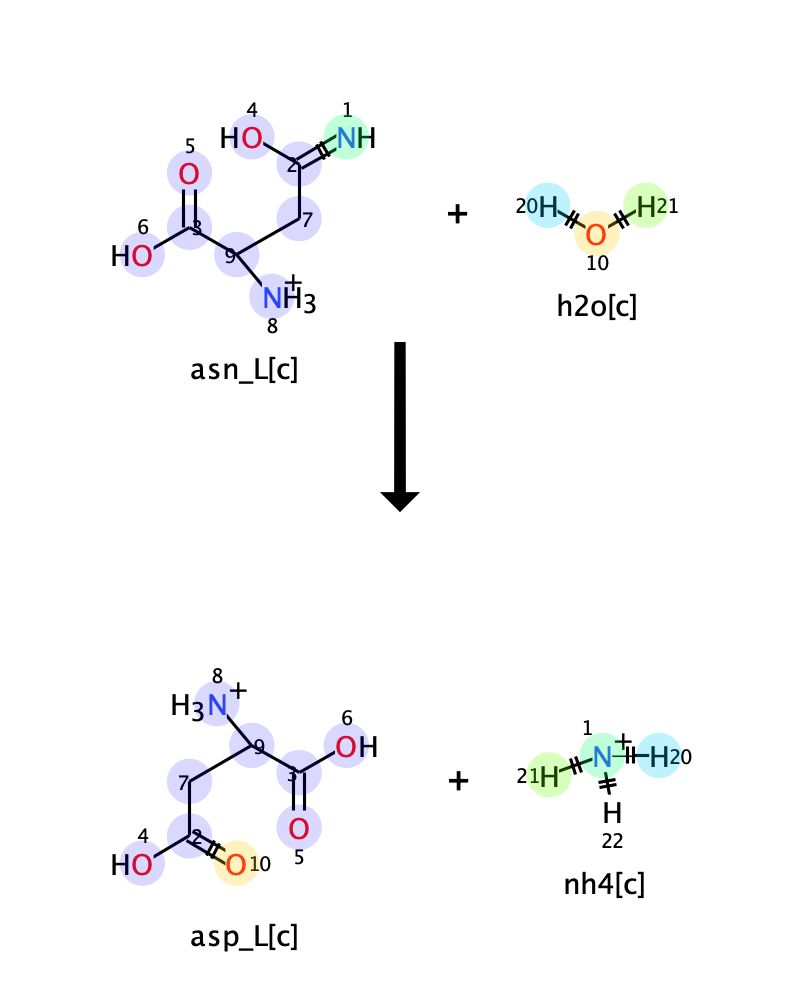 4 1
HO NH
5 2
O
20H H21
+
6 O
HO 3 7 10
9
+
NH3 h2o[c]
8
asn_L[c]
8
H3N+
6
1 +
9 OH
N H20
7 3 + 21H
4 2 O H
HO O10 5 22
nh4[c]
asp_L[c]